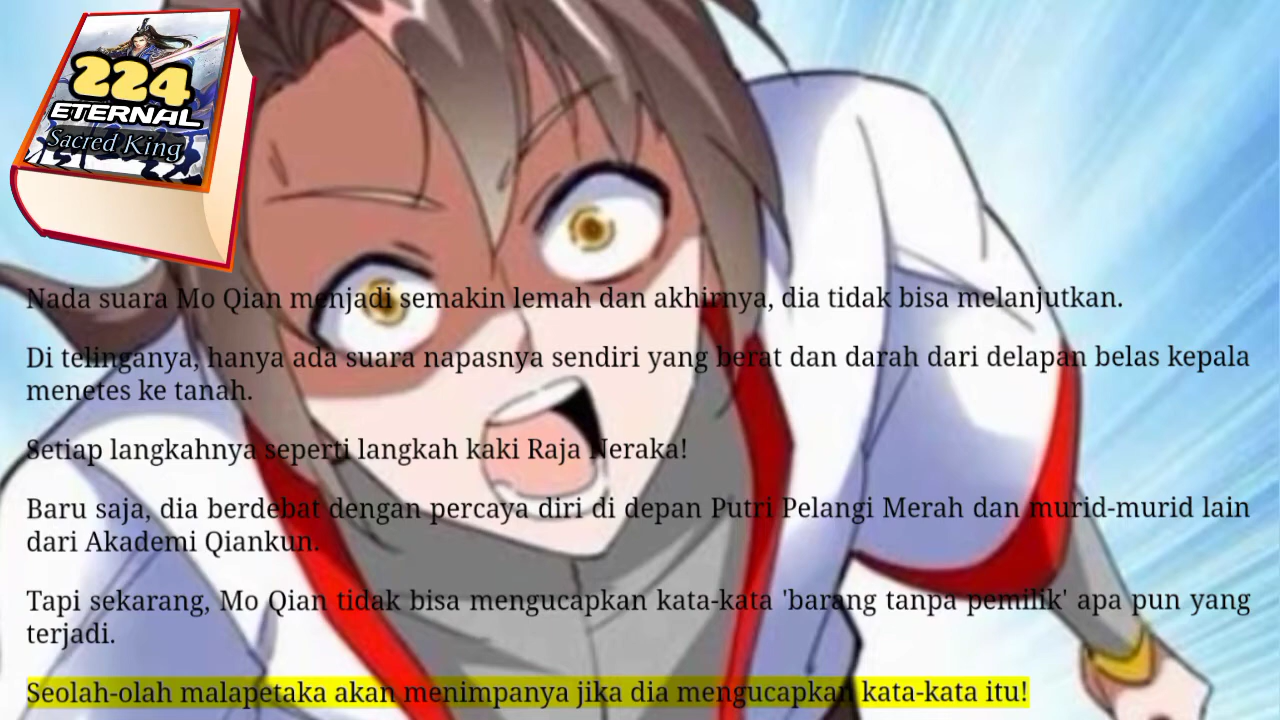 224
ETERNAL
Sacred King
Nada suara Mo Qian menjadi semakin lemah dan akhirnya, dia tidak bisa melanjutkan.
Di telinganya, hanya ada suara napasnya sendiri yang berat dan darah dari delapan belas kepala
menetes ke tanah.
Setiap langkahnya seperti langkah kaki Raja Neraka!
Baru saja, dia berdebat dengan percaya diri di depan Putri Pelangi Merah dan murid-murid lain
dari Akademi Qiankun.
Tapi sekarang, Mo Qian tidak bisa mengucapkan kata-kata 'barang tanpa pemilik' apa pun yang
terjadi.
Seolah-olah malapetaka akan menimpanya jika dia mengucapkan kata-kata itu!